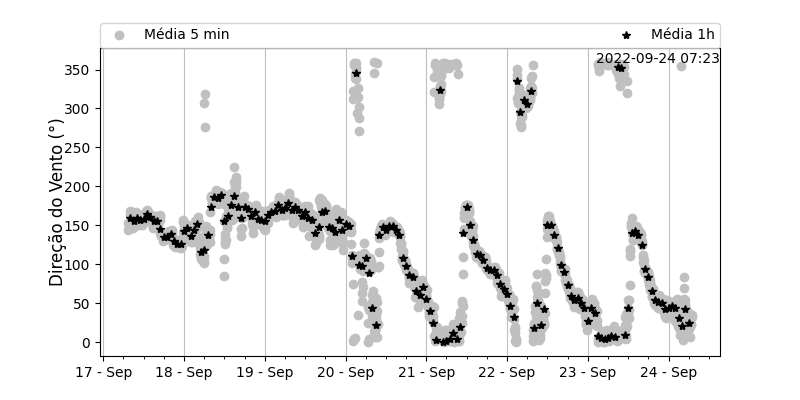 Média 5 min
Média 1h
2022-09-24 07:23
Direção do Vento (°)
350
300
250
200
150
100
50
0
17 - Sep
18 - Sep
19 - Sep
20 - Sep
21 - Sep
22 - Sep
23 - Sep
24 - Sep